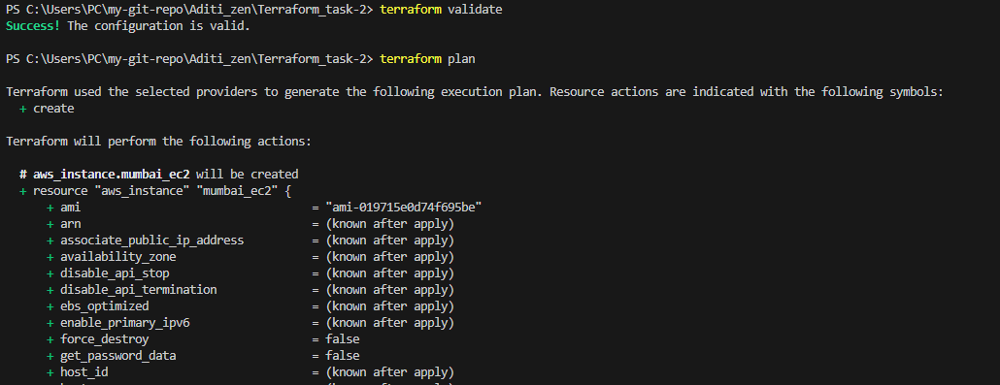 PS C:\Users\PC\my-git-repo\Aditi_zen\Terraform_task-2> terraform validate
Success! The configuration is valid.
PS C:\Users\PC\my-git-repo\Aditi_zen\Terraform_task-2> terraform plan
Terraform used the selected providers to generate the following execution plan. Resource actions are indicated with the following symbols:
+ create
Terraform will perform the following actions:
# aws_instance.mumbai_ec2 will be created
+ resource "aws_instance" "mumbai_ec2" {
+ ami = "ami-019715e0d74f695be"
+ arn = (known after apply)
+ associate_public_ip_address = (known after apply)
+ availability_zone = (known after apply)
+ disable_api_stop = (known after apply)
+ disable_api_termination = (known after apply)
+ ebs_optimized = (known after apply)
+ enable_primary_ipv6 = (known after apply)
+ force_destroy = false
+ get_password_data = false
+ host_id = (known after apply)